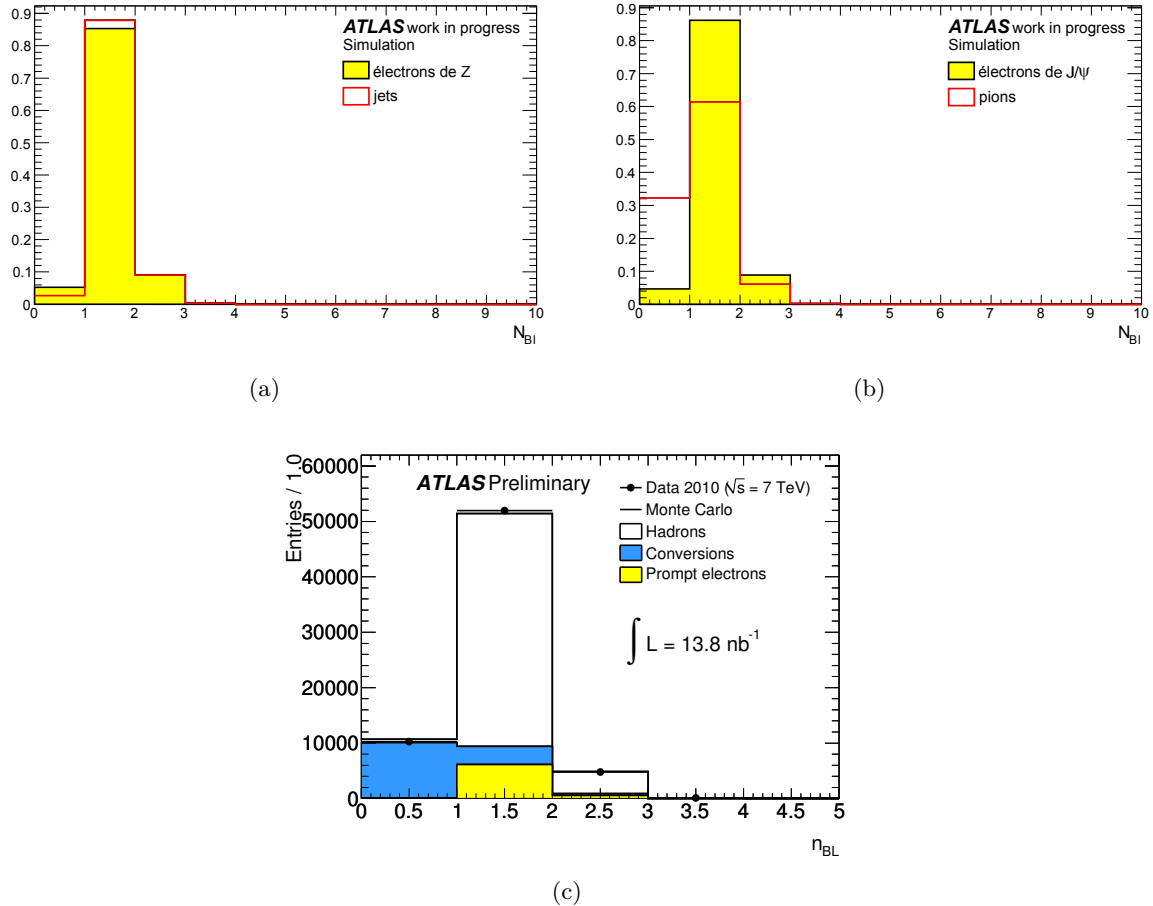 ATLAS work in progress
Simulation
électrons de Z
jets
0.9
0.8
0.7
0.6
0.5
0.4
0.3
0.2
0.1
0
0 1 2 3 4 5 6 7 8 9 10
N_BI
(a)
ATLAS work in progress
Simulation
électrons de J/ψ
pions
0.9
0.8
0.7
0.6
0.5
0.4
0.3
0.2
0.1
0
0 1 2 3 4 5 6 7 8 9 10
N_BI
(b)
Entries / 1.0
ATLAS Preliminary
Data 2010 (√s = 7 TeV)
Monte Carlo
Hadrons
Conversions
Prompt electrons
∫ L = 13.8 nb⁻¹
60000
50000
40000
30000
20000
10000
0
0 0.5 1 1.5 2 2.5 3 3.5 4 4.5 5
n_BL
(c)